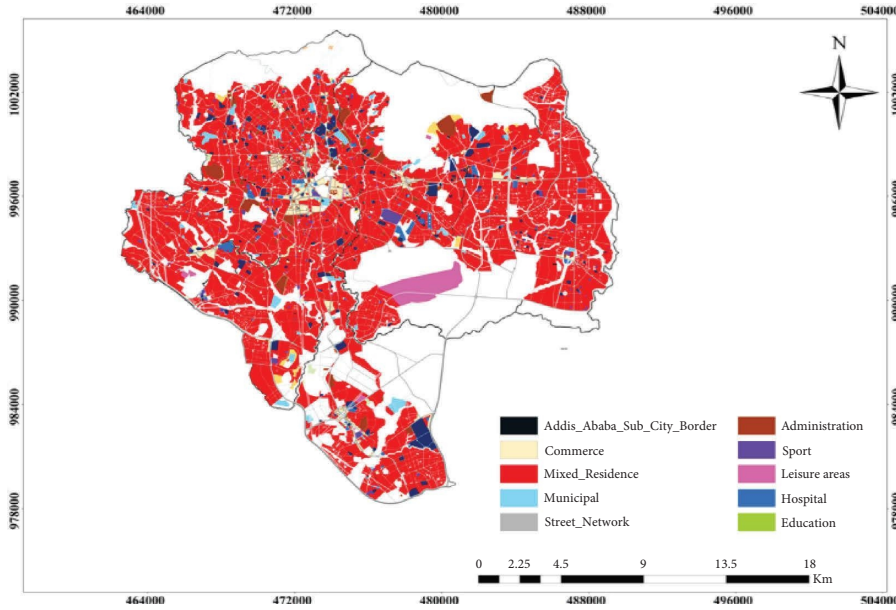 464000 472000 480000 488000 496000 504000
N
1002000
996000 996000
990000
984000
978000
Addis_Ababa_Sub_City_Border Administration
Commerce Sport
Mixed_Residence Leisure areas
Municipal Hospital
Street_Network Education
0 2.25 4.5 9 13.5 18
Km
464000 472000 480000 488000 496000 504000